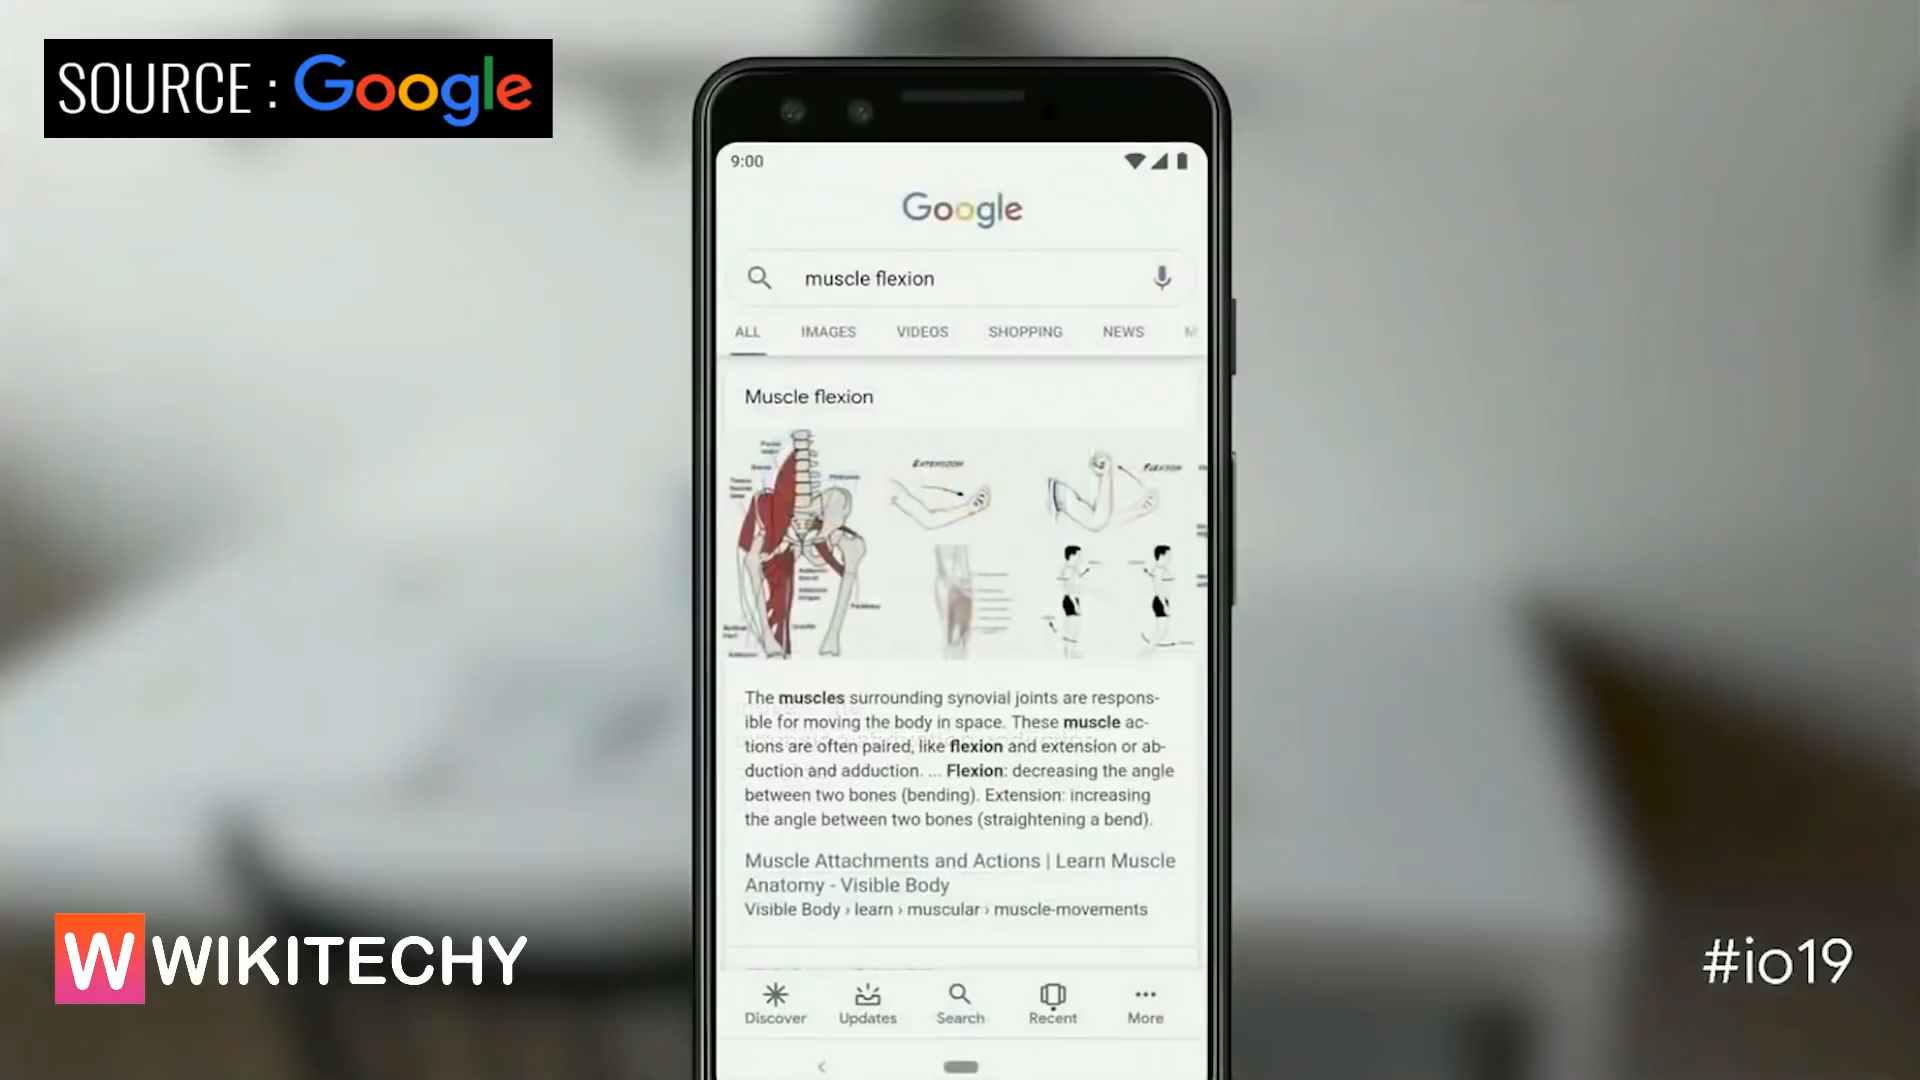 SOURCE : Google
9:00
Google
muscle flexion
ALL IMAGES VIDEOS SHOPPING NEWS M
Muscle flexion
EXTENSION
FLEXION
The muscles surrounding synovial joints are respons-
ible for moving the body in space. These muscle ac-
tions are often paired, like flexion and extension or ab-
duction and adduction. ... Flexion: decreasing the angle
between two bones (bending). Extension: increasing
the angle between two bones (straightening a bend).
Muscle Attachments and Actions | Learn Muscle
Anatomy - Visible Body
Visible Body › learn › muscular › muscle-movements
W WIKITECHY
#io19
Discover Updates Search Recent More